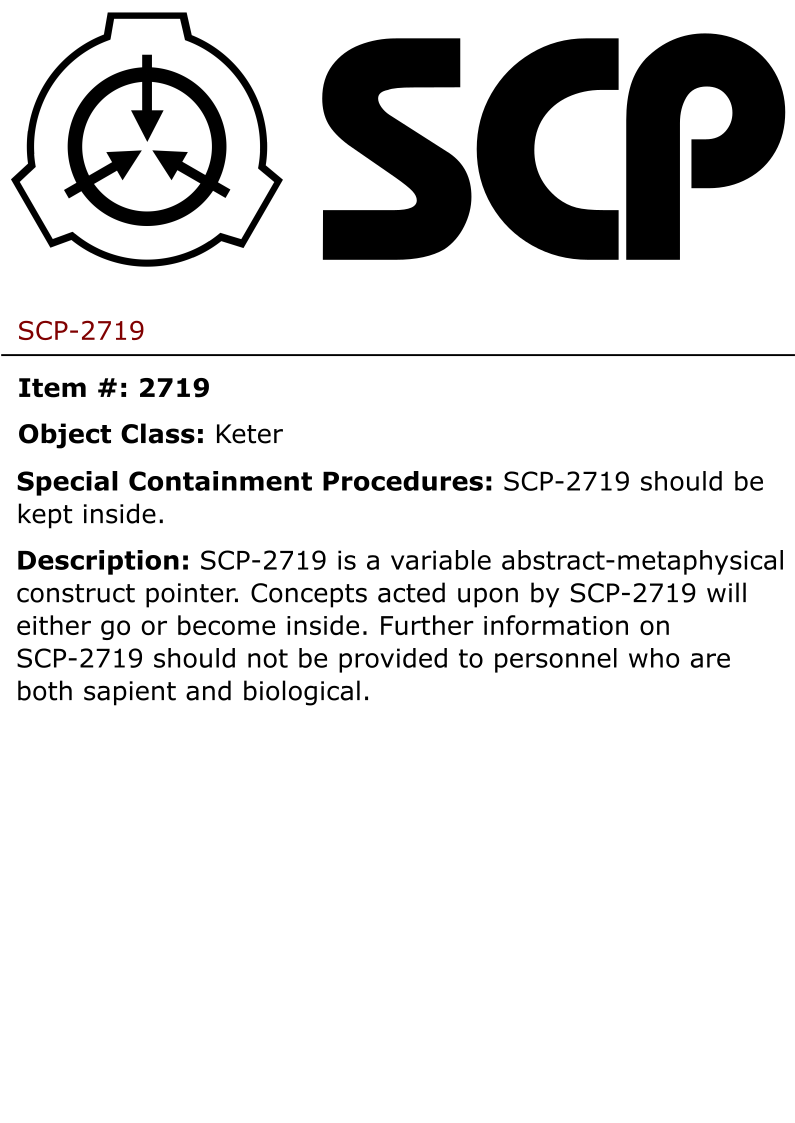 SCP
SCP-2719
Item #: 2719
Object Class: Keter
Special Containment Procedures: SCP-2719 should be
kept inside.
Description: SCP-2719 is a variable abstract-metaphysical
construct pointer. Concepts acted upon by SCP-2719 will
either go or become inside. Further information on
SCP-2719 should not be provided to personnel who are
both sapient and biological.